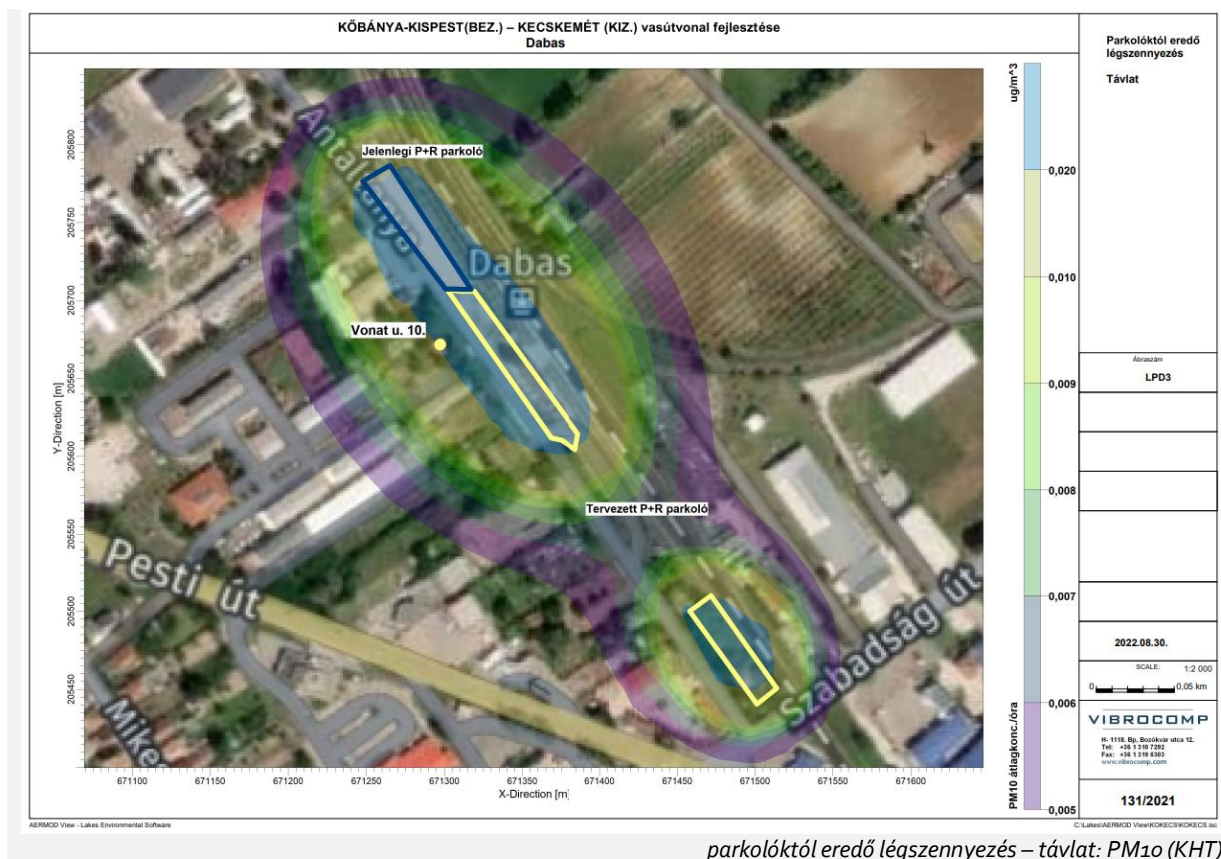 KŐBÁNYA-KISPEST(BEZ.) – KECSKEMÉT (KIZ.) vasútvonal fejlesztése
Dabas
Parkolóktól eredő
légszennyezés
Távlat
ug/m^3
0,020
0,010
0,009
0,008
0,007
0,006
0,005
PM10 átlagkonc./óra
Y-Direction [m]
205800
205750
205700
205650
205600
205550
205500
205450
Antal
Jelenlegi P+R parkoló
Dabas
Vonat u. 10.
Tervezett P+R parkoló
Pesti út
Szabadság út
Mikes
671100 671150 671200 671250 671300 671350 671400 671450 671500 671550 671600
X-Direction [m]
Ábraszám
LPD3
2022.08.30.
SCALE: 1:2 000
0 0,05 km
VIBROCOMP
H- 1118. Bp, Bozókvár utca 12.
Tel: +36 1 310 7292
Fax: +36 1 319 6303
www.vibrocomp.com
131/2021
AERMOD View - Lakes Environmental Software
C:\Lakes\AERMOD View\KOKECS\KOKECS.isc
parkolóktól eredő légszennyezés – távlat: PM10 (KHT)